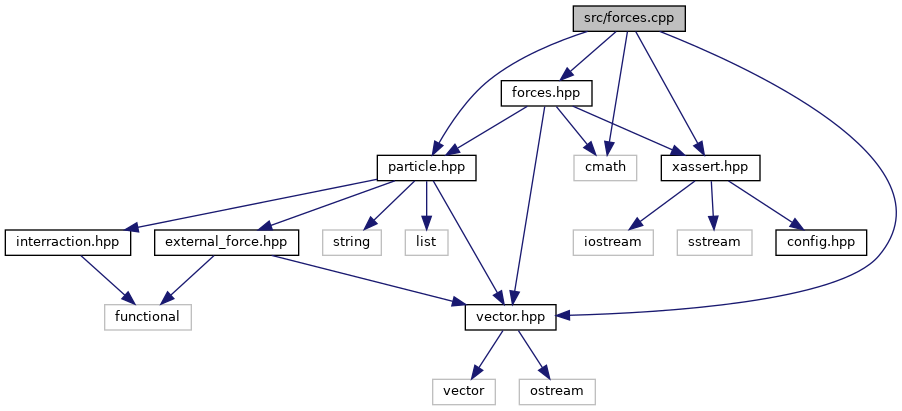 src/forces.cpp
forces.hpp
particle.hpp
cmath
xassert.hpp
interraction.hpp
external_force.hpp
string
list
iostream
sstream
config.hpp
functional
vector.hpp
vector
ostream